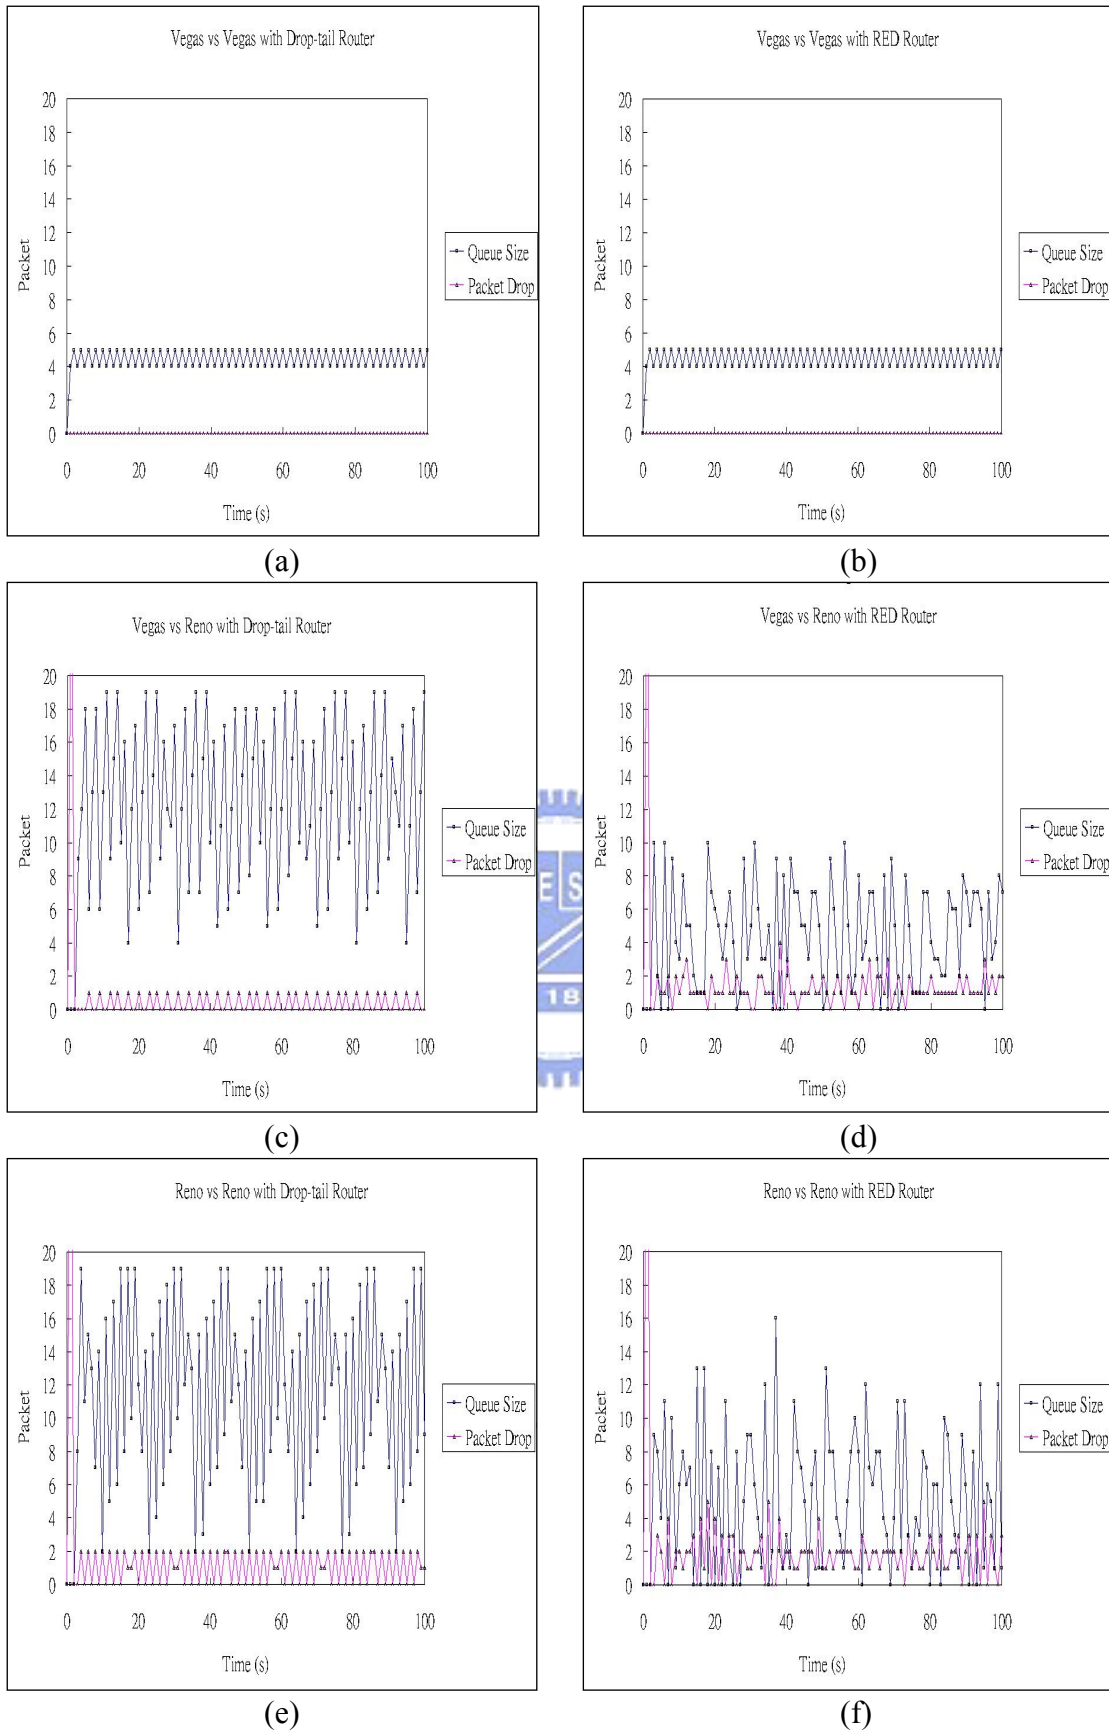 Vegas vs Vegas with Drop-tail Router
20
18
16
14
12
10
8
6
4
2
0
Packet
0 20 40 60 80 100
Time (s)
Queue Size
Packet Drop
(a)
Vegas vs Vegas with RED Router
20
18
16
14
12
10
8
6
4
2
0
Packet
0 20 40 60 80 100
Time (s)
Queue Size
Packet Drop
(b)
Vegas vs Reno with Drop-tail Router
20
18
16
14
12
10
8
6
4
2
0
Packet
0 20 40 60 80 100
Time (s)
Queue Size
Packet Drop
(c)
E S
18
Vegas vs Reno with RED Router
20
18
16
14
12
10
8
6
4
2
0
Packet
0 20 40 60 80 100
Time (s)
Queue Size
Packet Drop
(d)
Reno vs Reno with Drop-tail Router
20
18
16
14
12
10
8
6
4
2
0
Packet
0 20 40 60 80 100
Time (s)
Queue Size
Packet Drop
(e)
Reno vs Reno with RED Router
20
18
16
14
12
10
8
6
4
2
0
Packet
0 20 40 60 80 100
Time (s)
Queue Size
Packet Drop
(f)